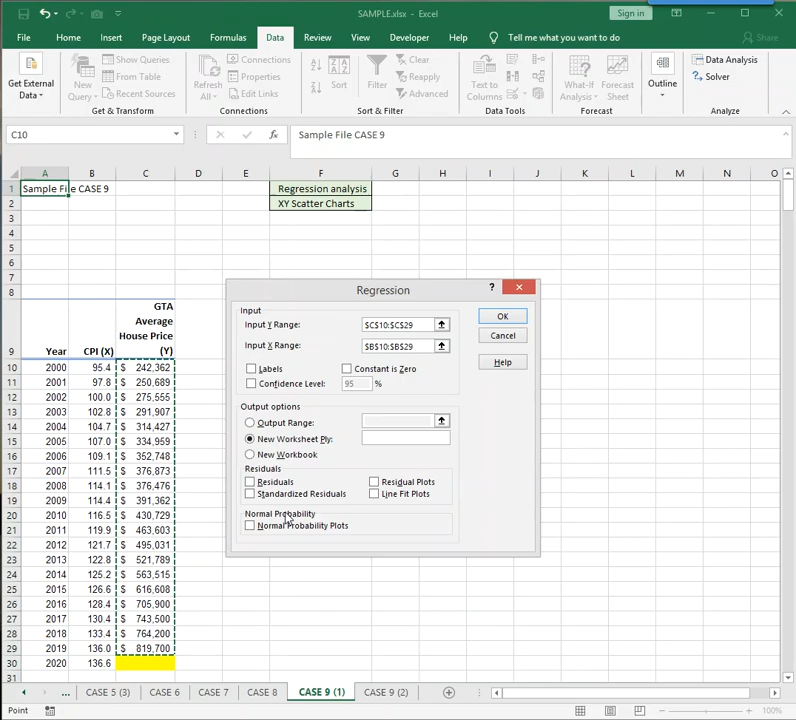 SAMPLE.xlsx - Excel
Sign in
File Home Insert Page Layout Formulas Data Review View Developer Help Tell me what you want to do Share
Get External Data
New Query
Show Queries
From Table
Recent Sources
Get & Transform
Refresh All
Connections
Properties
Edit Links
Connections
Sort
Filter
Clear
Reapply
Advanced
Sort & Filter
Text to Columns
Data Tools
What-If Analysis
Forecast Sheet
Forecast
Outline
Data Analysis
Solver
Analyze
C10 fx Sample File CASE 9
A B C D E F G H I J K L M N O
1 Sample File CASE 9 Regression analysis
2 XY Scatter Charts
3
4
5
6
7
8
GTA
Average
House Price
9 Year CPI (X) (Y)
10 2000 95.4 $ 242,362
11 2001 97.8 $ 250,689
12 2002 100.0 $ 275,555
13 2003 102.8 $ 291,907
14 2004 104.7 $ 314,427
15 2005 107.0 $ 334,959
16 2006 109.1 $ 352,748
17 2007 111.5 $ 376,873
18 2008 114.1 $ 376,476
19 2009 114.4 $ 391,362
20 2010 116.5 $ 430,729
21 2011 119.9 $ 463,603
22 2012 121.7 $ 495,031
23 2013 122.8 $ 521,789
24 2014 125.2 $ 563,515
25 2015 126.6 $ 616,608
26 2016 128.4 $ 705,900
27 2017 130.4 $ 743,500
28 2018 133.4 $ 764,200
29 2019 136.0 $ 819,700
30 2020 136.6
31
Regression ?
Input
Input Y Range: $C$10:$C$29
Input X Range: $B$10:$B$29
Labels Constant is Zero
Confidence Level: 95 %
OK
Cancel
Help
Output options
Output Range:
New Worksheet Ply:
New Workbook
Residuals
Residuals Residual Plots
Standardized Residuals Line Fit Plots
Normal Probability
Normal Probability Plots
... CASE 5 (3) CASE 6 CASE 7 CASE 8 CASE 9 (1) CASE 9 (2)
Point 100%